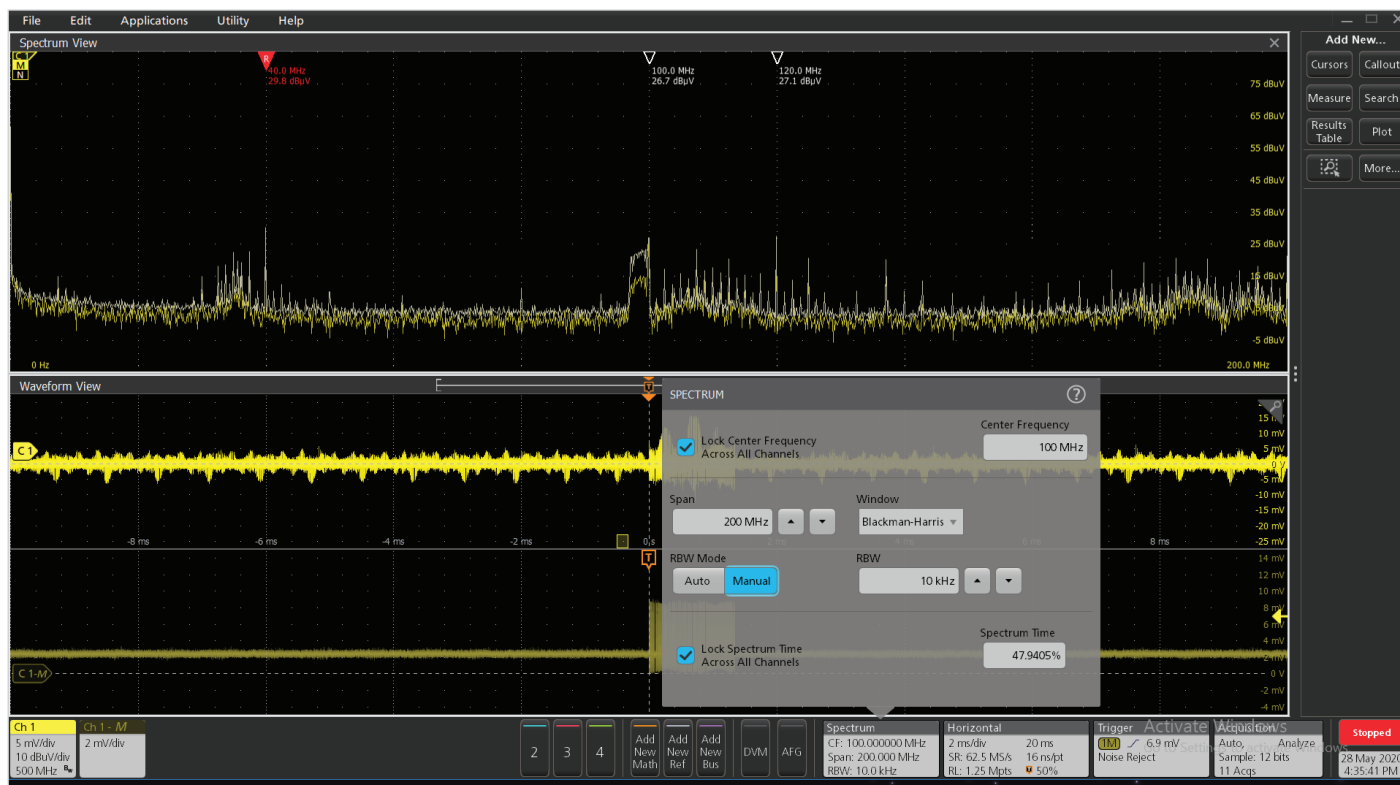 File Edit Applications Utility Help
Spectrum View
Add New...
C
M
N
R
40.0 MHz
29.8 dBµV
100.0 MHz
26.7 dBµV
120.0 MHz
27.1 dBµV
Cursors Callout
Measure Search
Results Table Plot
More...
75 dBuV
65 dBuV
55 dBuV
45 dBuV
35 dBuV
25 dBuV
15 dBuV
-5 dBuV
0 Hz
200.0 MHz
Waveform View
T
C 1
10 mV
5 mV
0 V
-5 mV
-10 mV
-15 mV
-20 mV
-25 mV
-8 ms -6 ms -4 ms -2 ms 0 s 8 ms
SPECTRUM ?
Lock Center Frequency
Across All Channels
Center Frequency
100 MHz
Span
200 MHz
Window
Blackman-Harris
RBW Mode
Auto Manual
RBW
10 kHz
Lock Spectrum Time
Across All Channels
Spectrum Time
47.9405%
T
14 mV
12 mV
10 mV
8 mV
6 mV
4 mV
2 mV
0 V
-2 mV
-4 mV
C 1-M
Ch 1
5 mV/div
10 dBuV/div
500 MHz
Ch 1 - M
2 mV/div
2 3 4
Add New Math
Add New Ref
Add New Bus
DVM AFG
Spectrum
CF: 100.000000 MHz
Span: 200.000 MHz
RBW: 10.0 kHz
Horizontal
2 ms/div 20 ms
SR: 62.5 MS/s 16 ns/pt
RL: 1.25 Mpts 50%
Trigger
1M 6.9 mV
Noise Reject
Acquisition
Auto, Analyze
Sample: 12 bits
11 Acqs
Activate Windows
Stopped
28 May 2020
4:35:41 PM